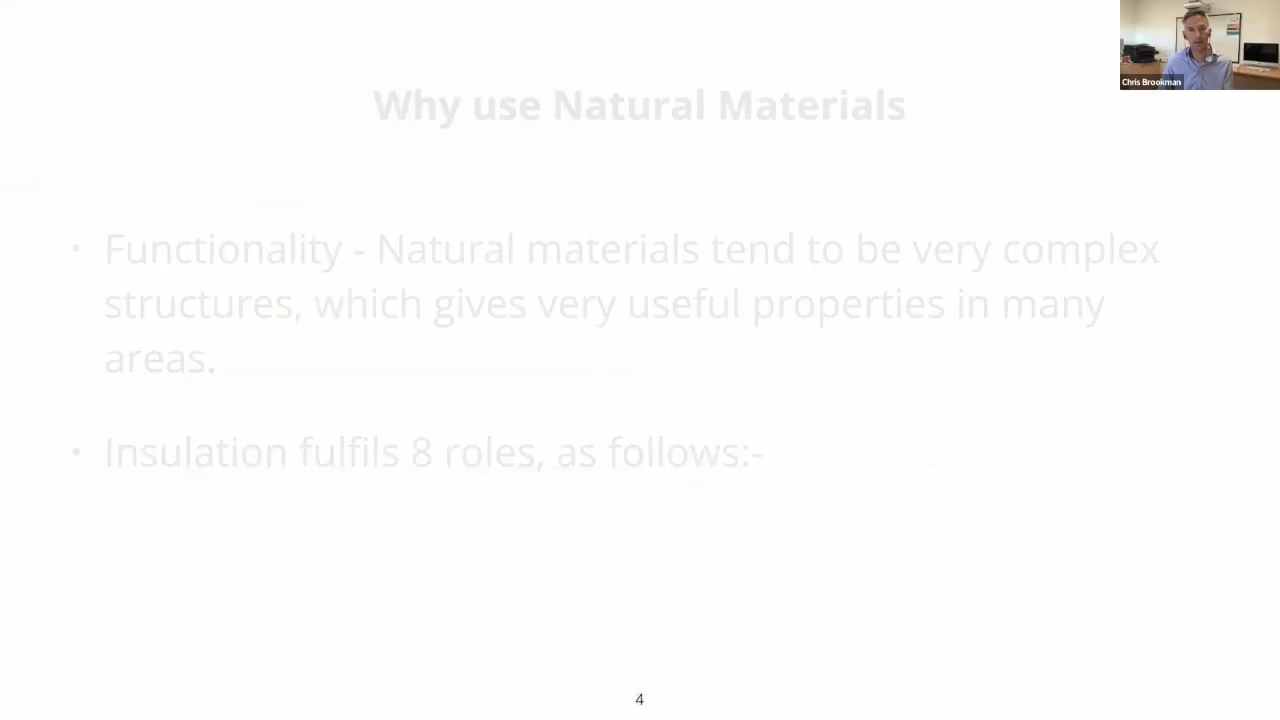 Chris Brookman
Why use Natural Materials
• Functionality - Natural materials tend to be very complex
structures, which gives very useful properties in many
areas.
• Insulation fulfils 8 roles, as follows:-
4